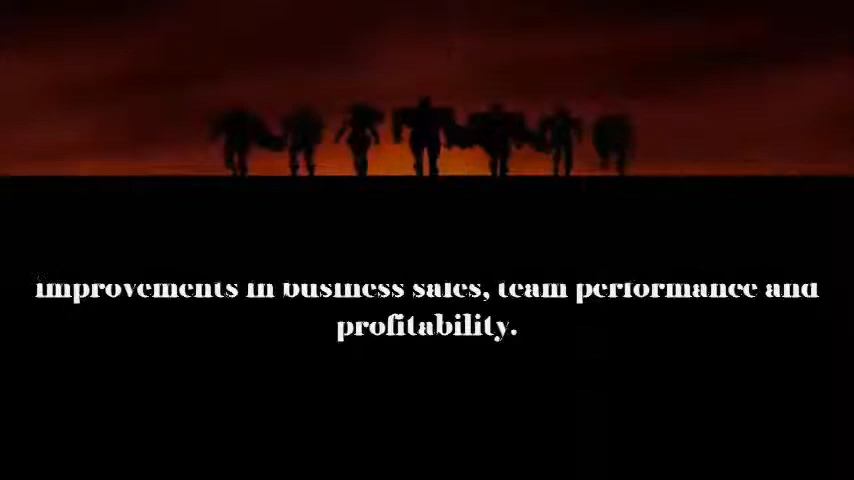 improvements in business sales, team performance and
profitability.